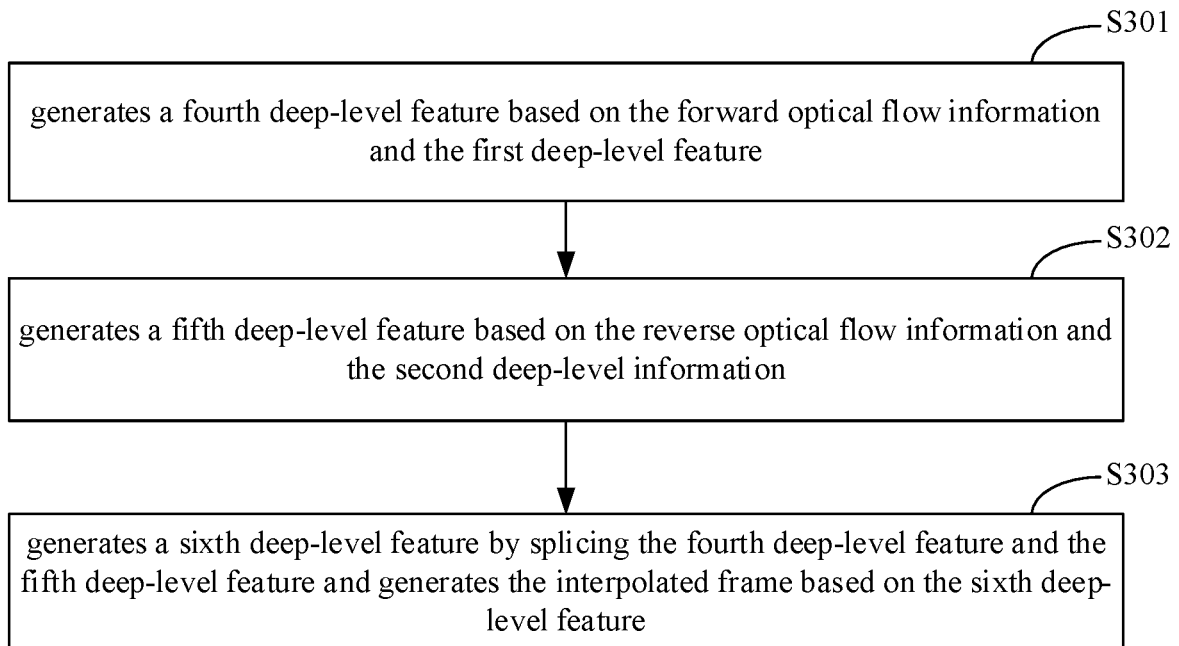 S301
generates a fourth deep-level feature based on the forward optical flow information
and the first deep-level feature
S302
generates a fifth deep-level feature based on the reverse optical flow information and
the second deep-level information
S303
generates a sixth deep-level feature by splicing the fourth deep-level feature and the
fifth deep-level feature and generates the interpolated frame based on the sixth deep-
level feature